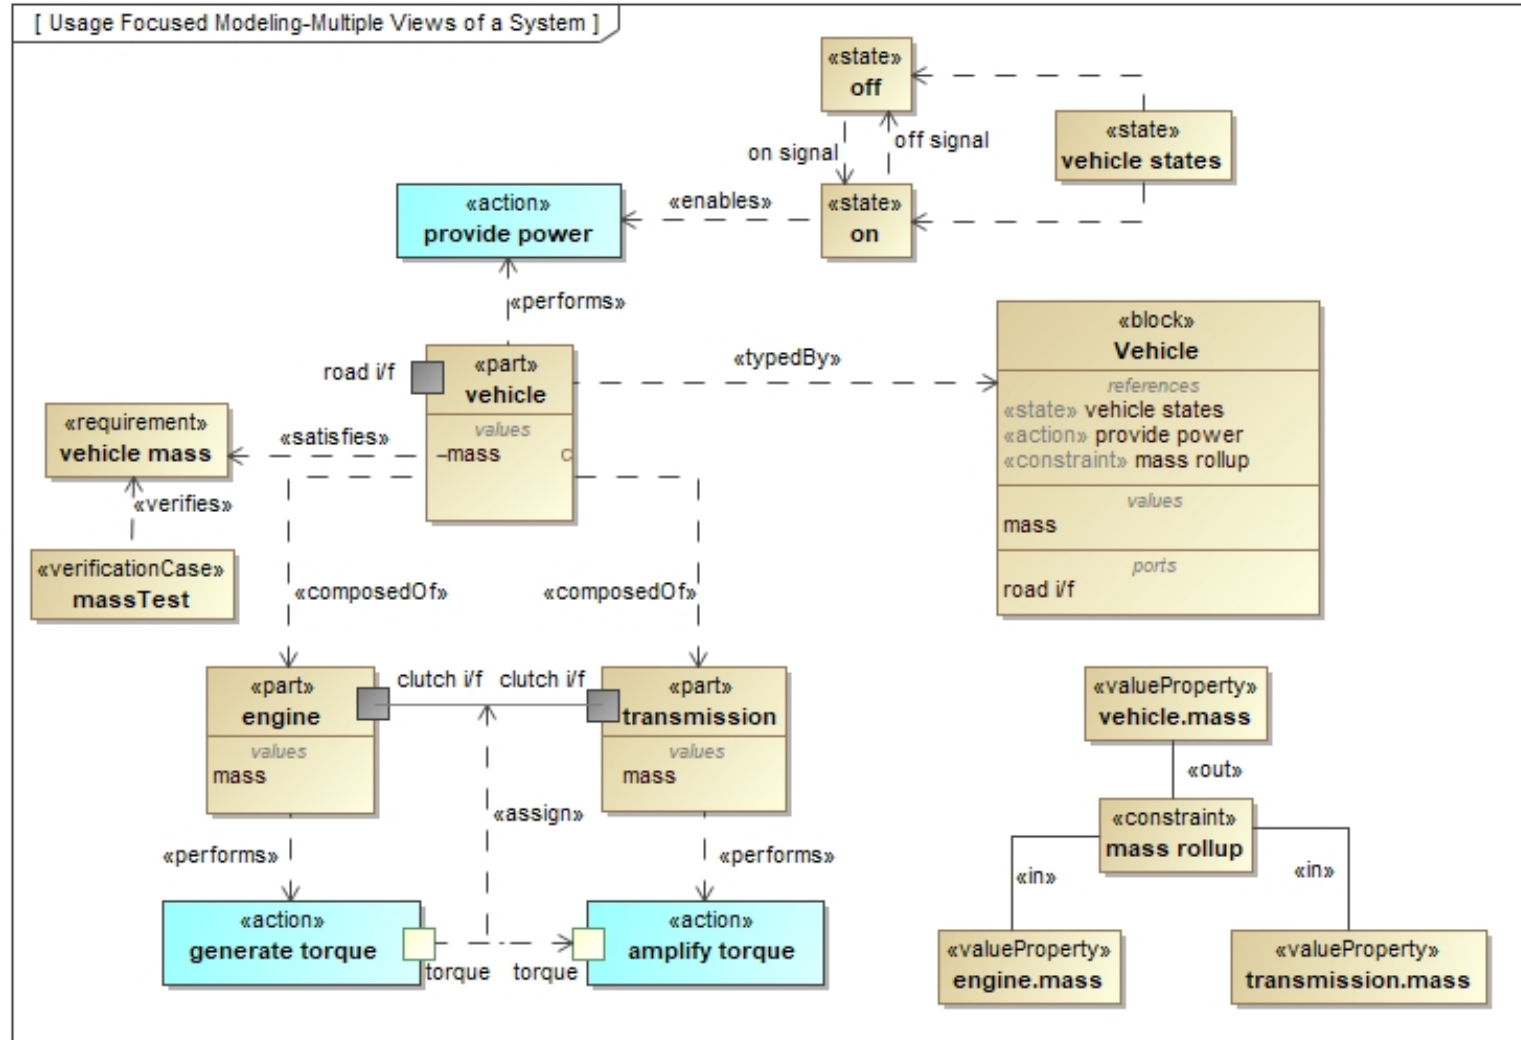 [ Usage Focused Modeling-Multiple Views of a System ]
«state»
off
on signal
off signal
«state»
vehicle states
«action»
provide power
«enables»
«state»
on
«performs»
road i/f
«part»
vehicle
values
–mass
«typedBy»
«block»
Vehicle
references
«state» vehicle states
«action» provide power
«constraint» mass rollup
values
mass
ports
road i/f
«requirement»
vehicle mass
«satisfies»
«verifies»
«verificationCase»
massTest
«composedOf»
«composedOf»
«part»
engine
values
mass
clutch i/f
clutch i/f
«part»
transmission
values
mass
«assign»
«performs»
«performs»
«action»
generate torque
torque
torque
«action»
amplify torque
«valueProperty»
vehicle.mass
«out»
«constraint»
mass rollup
«in»
«in»
«valueProperty»
engine.mass
«valueProperty»
transmission.mass